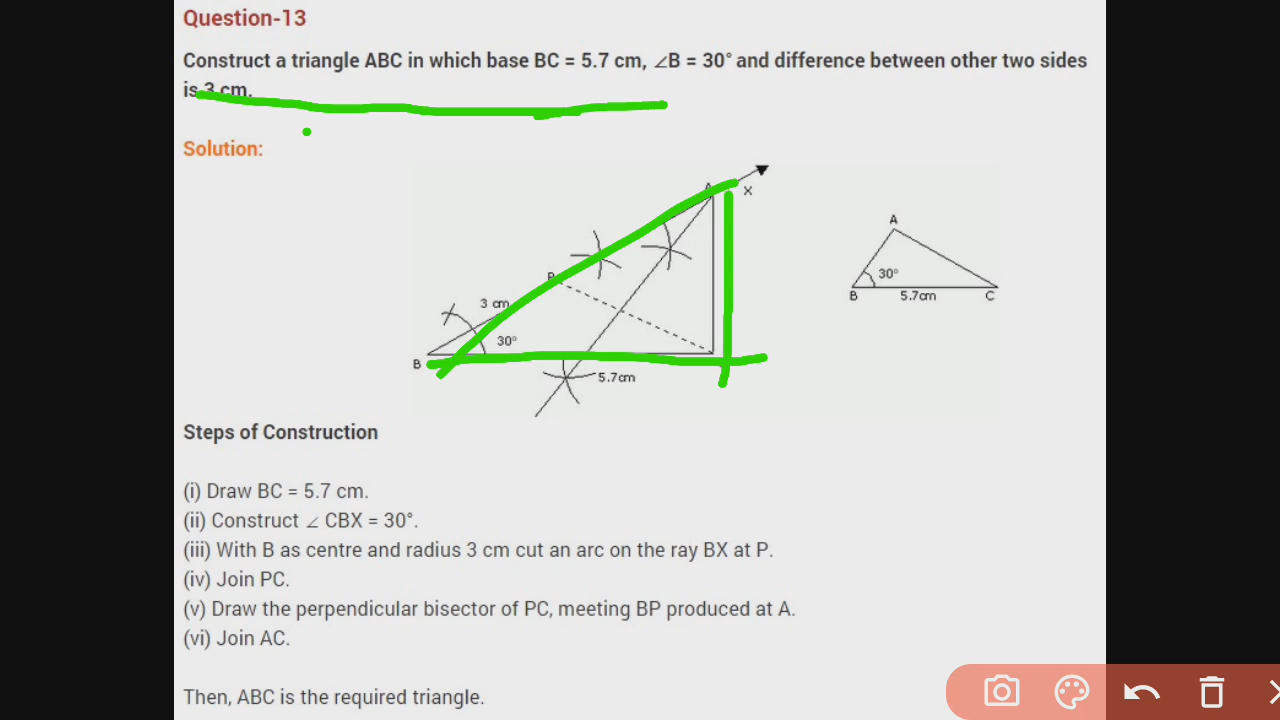 Question-13
Construct a triangle ABC in which base BC = 5.7 cm, ∠B = 30° and difference between other two sides
is 3 cm.
Solution:
A
X
P
3 cm
30°
B
5.7cm
A
30°
B
5.7cm
C
Steps of Construction
(i) Draw BC = 5.7 cm.
(ii) Construct ∠ CBX = 30°.
(iii) With B as centre and radius 3 cm cut an arc on the ray BX at P.
(iv) Join PC.
(v) Draw the perpendicular bisector of PC, meeting BP produced at A.
(vi) Join AC.
Then, ABC is the required triangle.